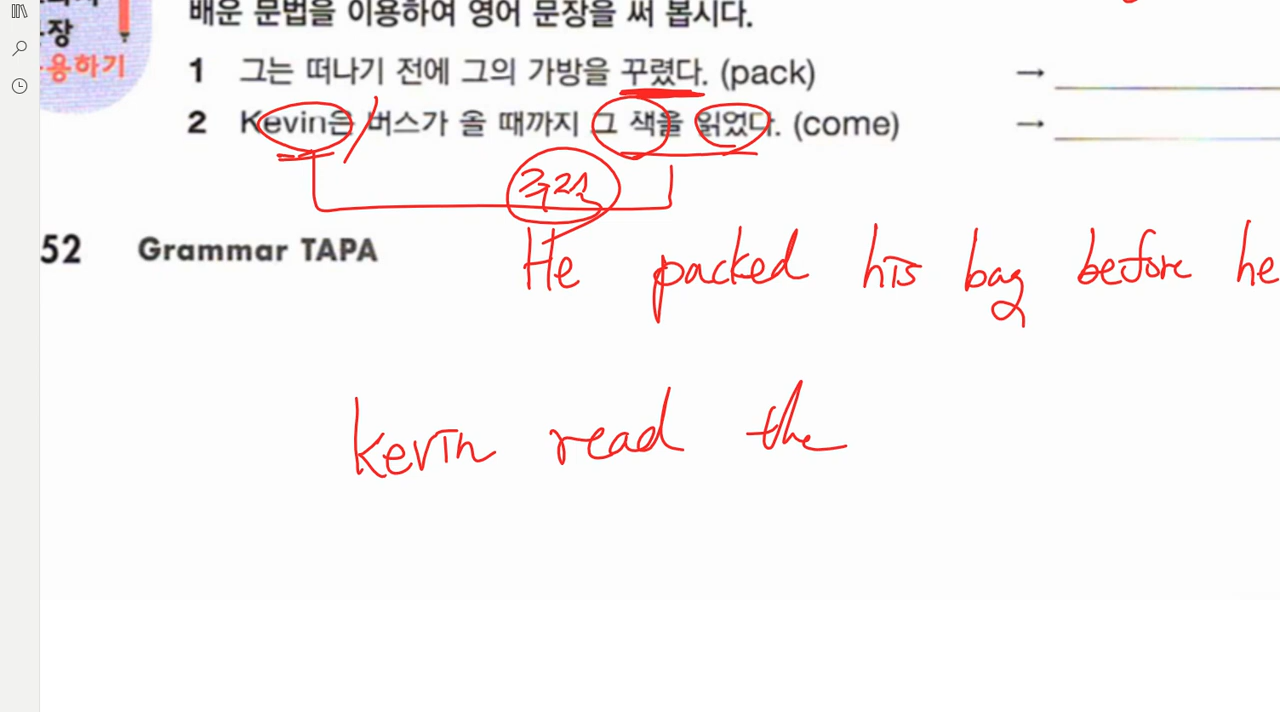 배운 문법을 이용하여 영어 문장을 써 봅시다.
장
용하기
1 그는 떠나기 전에 그의 가방을 꾸렸다. (pack) →
2 Kevin은 버스가 올 때까지 그 책을 읽었다. (come) →
52 Grammar TAPA
He packed his bag before he
kevin read the